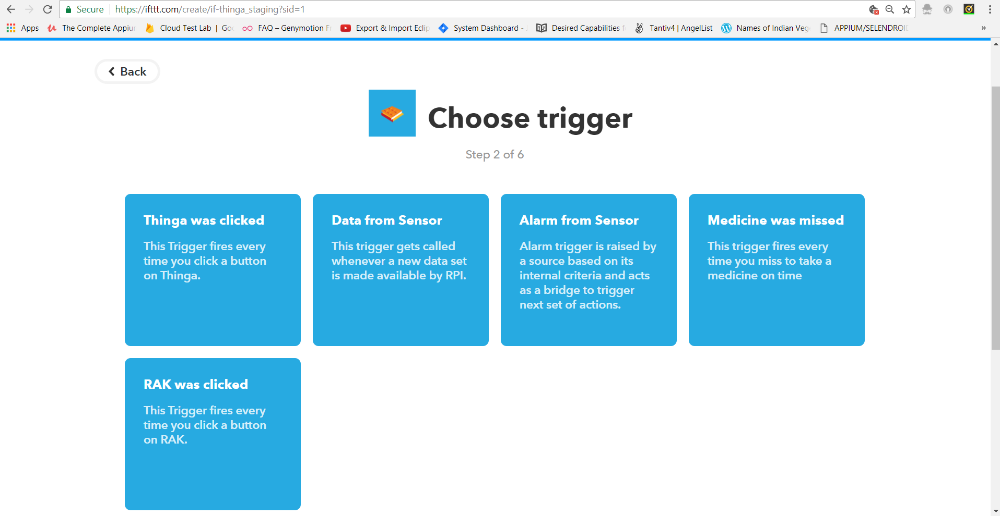 Secure https://ifttt.com/create/if-thinga_staging?sid=1
Apps The Complete Appiu Cloud Test Lab | Goo FAQ – Genymotion F Export & Import Eclip System Dashboard - Desired Capabilities f Tantiv4 | AngelList Names of Indian Veg APPIUM/SELENDROID »
Back
Choose trigger
Step 2 of 6
Thinga was clicked
This Trigger fires every
time you click a button
on Thinga.
Data from Sensor
This trigger gets called
whenever a new data set
is made available by RPI.
Alarm from Sensor
Alarm trigger is raised by
a source based on its
internal criteria and acts
as a bridge to trigger
next set of actions.
Medicine was missed
This trigger fires every
time you miss to take a
medicine on time
RAK was clicked
This Trigger fires every
time you click a button
on RAK.